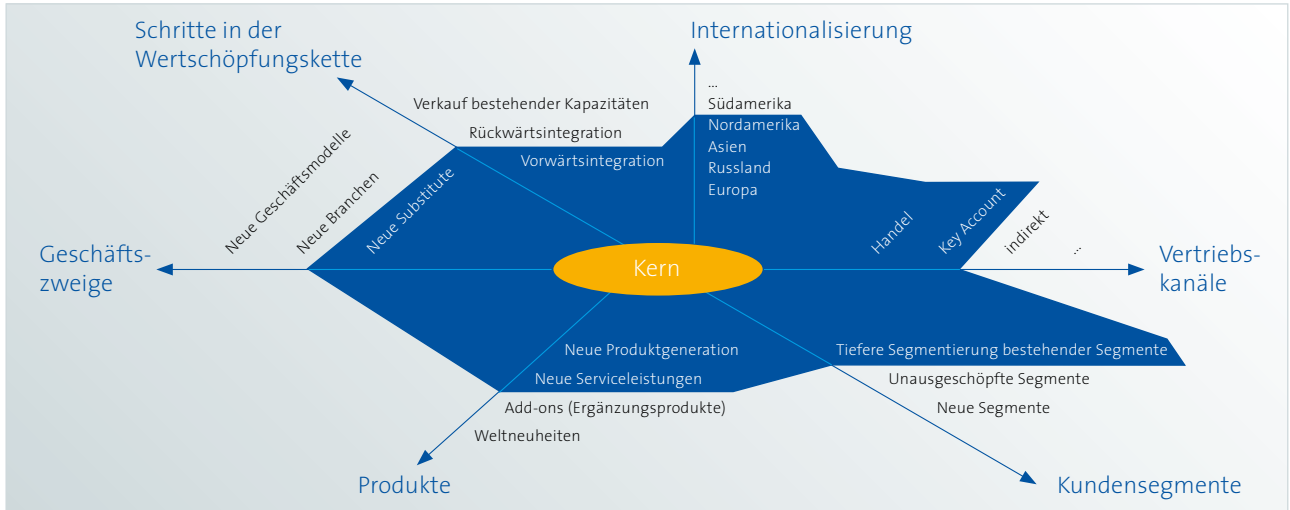 Schritte in der
Wertschöpfungskette
Internationalisierung
...
Südamerika
Nordamerika
Asien
Russland
Europa
Verkauf bestehender Kapazitäten
Rückwärtsintegration
Vorwärtsintegration
Neue Geschäftsmodelle
Neue Branchen
Neue Substitute
Handel
Key Account
indirekt
...
Geschäfts-
zweige
Kern
Vertriebs-
kanäle
Neue Produktgeneration
Neue Serviceleistungen
Add-ons (Ergänzungsprodukte)
Weltneuheiten
Tiefere Segmentierung bestehender Segmente
Unausgeschöpfte Segmente
Neue Segmente
Produkte
Kundensegmente